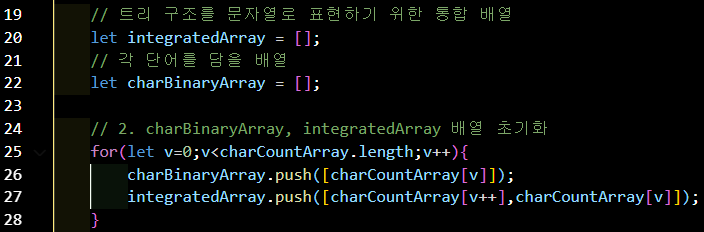 19 // 트리 구조를 문자열로 표현하기 위한 통합 배열
20 let integratedArray = [];
21 // 각 단어를 담을 배열
22 let charBinaryArray = [];
23
24 // 2. charBinaryArray, integratedArray 배열 초기화
25 for(let v=0;v<charCountArray.length;v++){
26 charBinaryArray.push([charCountArray[v]]);
27 integratedArray.push([charCountArray[v++],charCountArray[v]]);
28 }